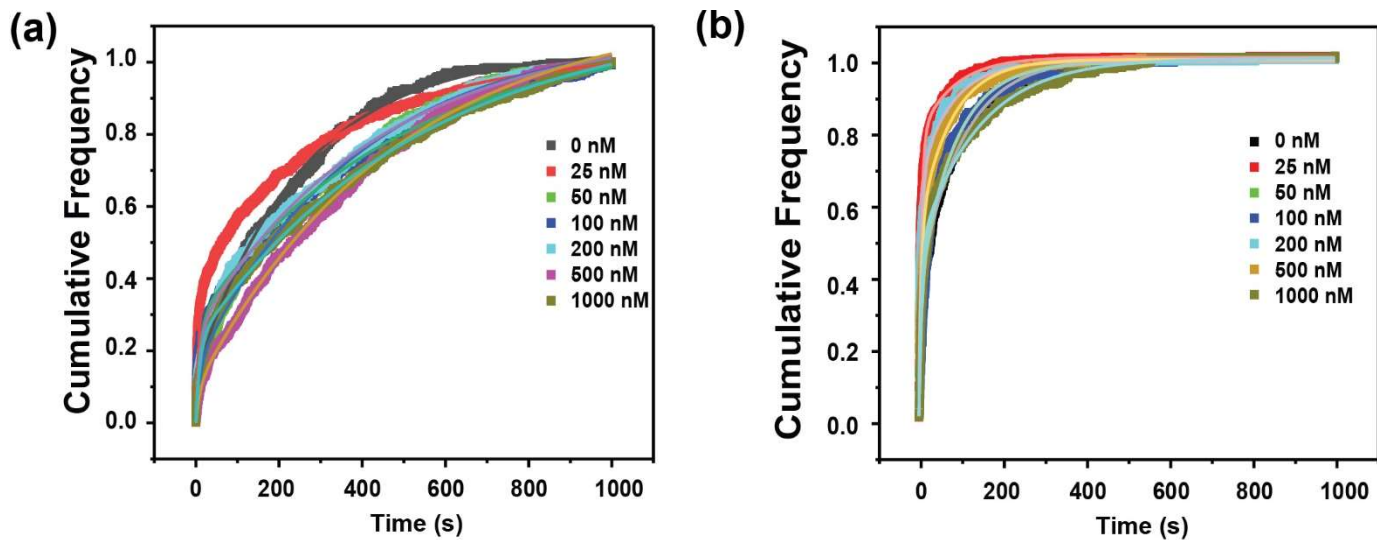 (a)
Cumulative Frequency
1.0
0.8
0.6
0.4
0.2
0.0
0 nM
25 nM
50 nM
100 nM
200 nM
500 nM
1000 nM
0 200 400 600 800 1000
Time (s)
(b)
Cumulative Frequency
1.0
0.8
0.6
0.4
0.2
0.0
0 nM
25 nM
50 nM
100 nM
200 nM
500 nM
1000 nM
0 200 400 600 800 1000
Time (s)